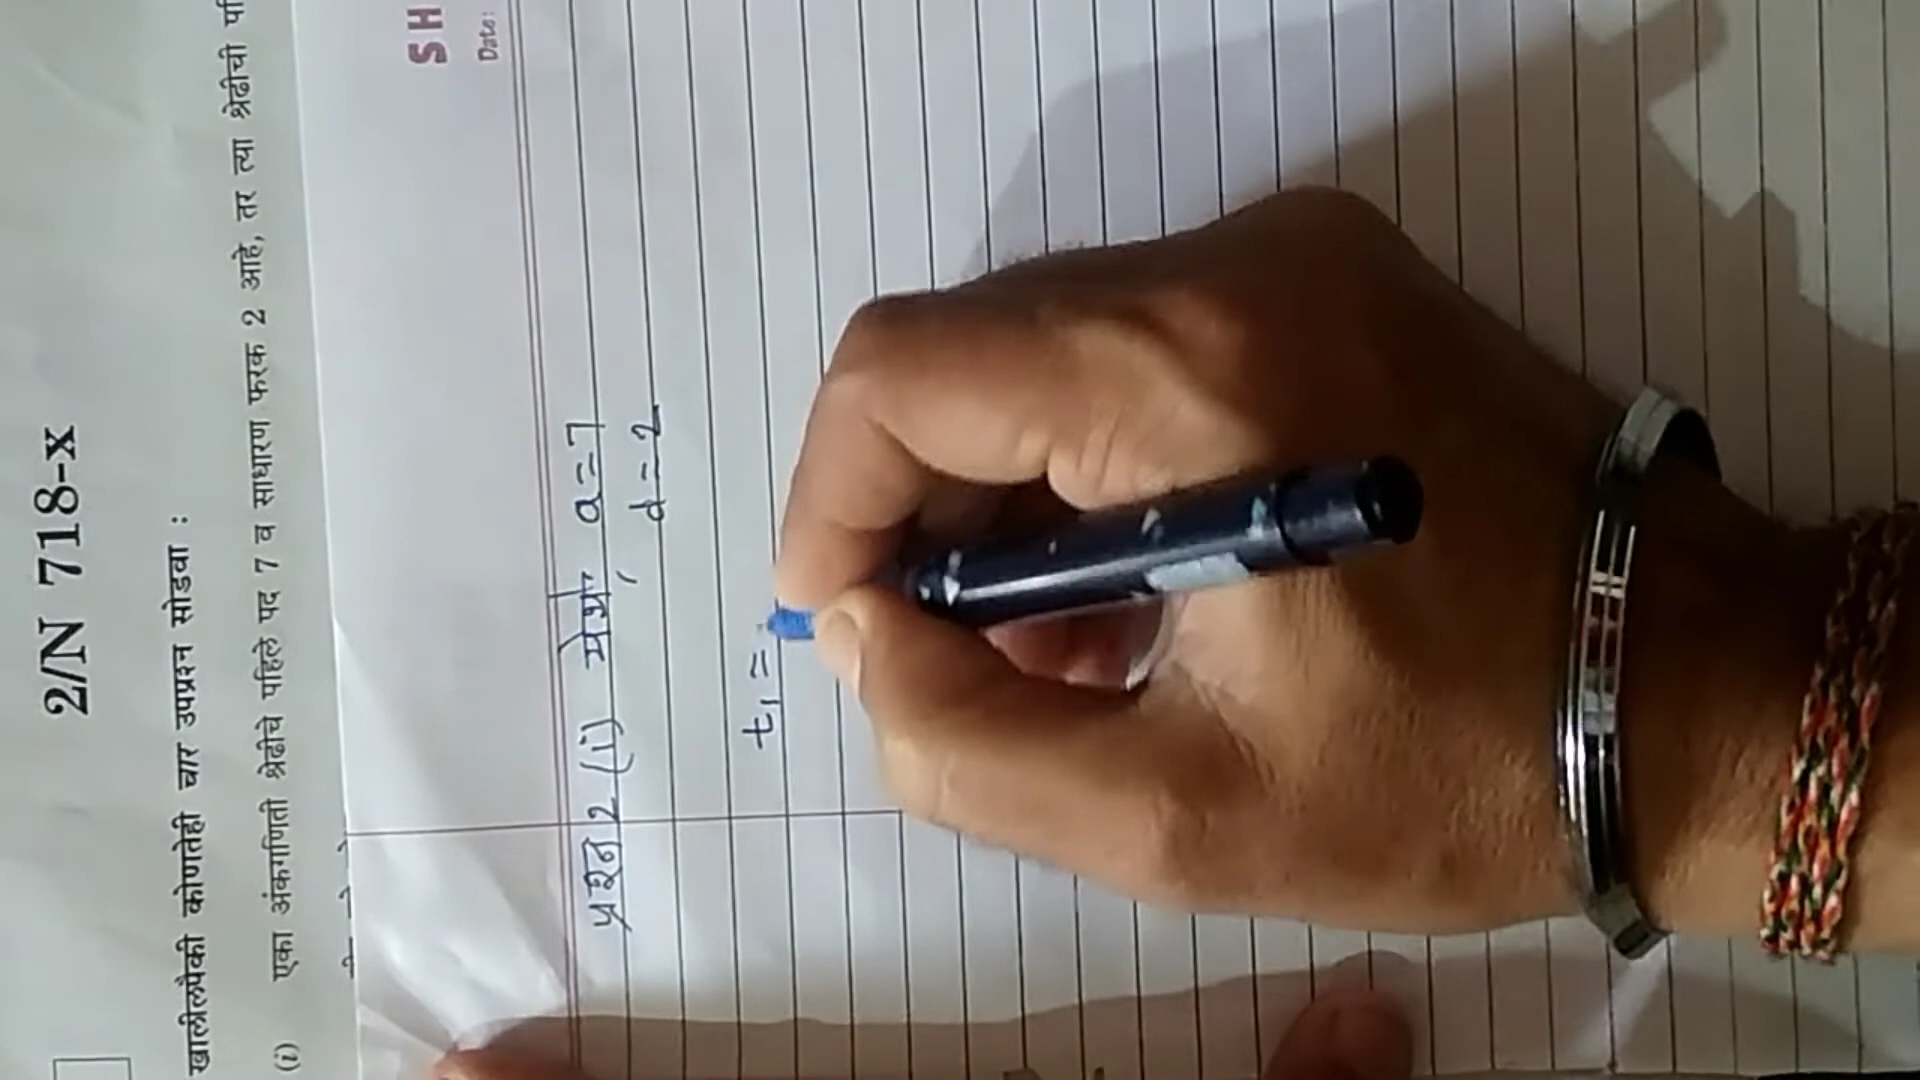 2/N 718-x
खालीलपैकी कोणतेही चार उपप्रश्न सोडवा :
(i) एका अंकगणिती श्रेढीचे पहिले पद 7 व साधारण फरक 2 आहे, तर त्या श्रेढीची
SH
Date:
प्रश्न 2 (i) येथे, a=7
d=2
t₁ =